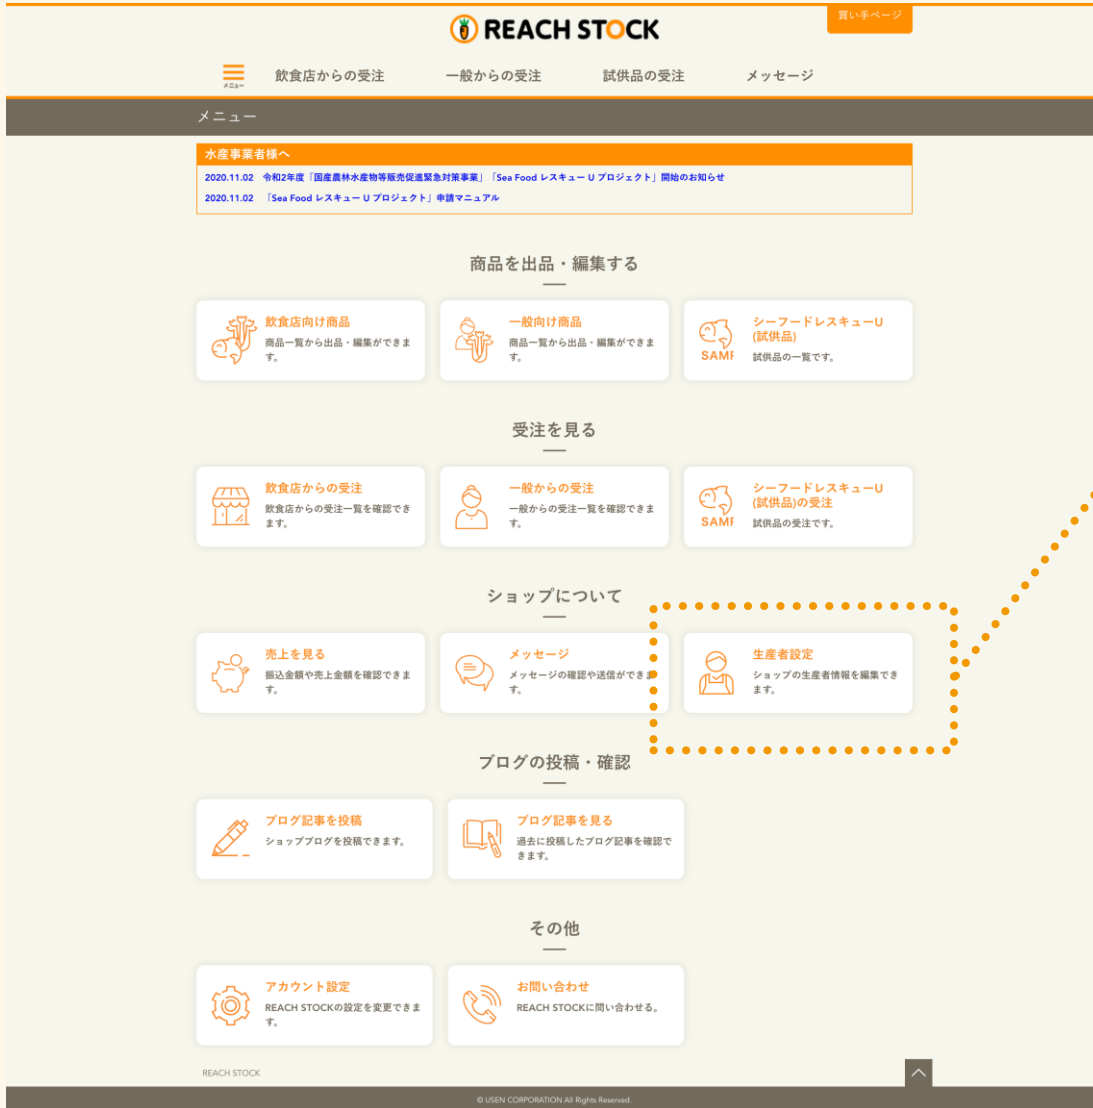 買い手ページ
REACH STOCK
メニュー
飲食店からの受注
一般からの受注
試供品の受注
メッセージ
メニュー
水産事業者様へ
2020.11.02 令和2年度「国産農林水産物等販売促進緊急対策事業」「Sea Food レスキュー U プロジェクト」開始のお知らせ
2020.11.02 「Sea Food レスキュー U プロジェクト」申請マニュアル
商品を出品・編集する
飲食店向け商品
商品一覧から出品・編集ができま
す。
一般向け商品
商品一覧から出品・編集ができま
す。
SAMP
シーフードレスキューU
(試供品)
試供品の一覧です。
受注を見る
飲食店からの受注
飲食店からの受注一覧を確認でき
ます。
一般からの受注
一般からの受注一覧を確認できま
す。
SAMP
シーフードレスキューU
(試供品)の受注
試供品の受注です。
ショップについて
売上を見る
振込金額や売上金額を確認できま
す。
メッセージ
メッセージの確認や送信ができま
す。
生産者設定
ショップの生産者情報を編集でき
ます。
ブログの投稿・確認
ブログ記事を投稿
ショップブログを投稿できます。
ブログ記事を見る
過去に投稿したブログ記事を確認で
きます。
その他
アカウント設定
REACH STOCKの設定を変更できま
す。
お問い合わせ
REACH STOCKに問い合わせる。
REACH STOCK
© USEN CORPORATION All Rights Reserved.